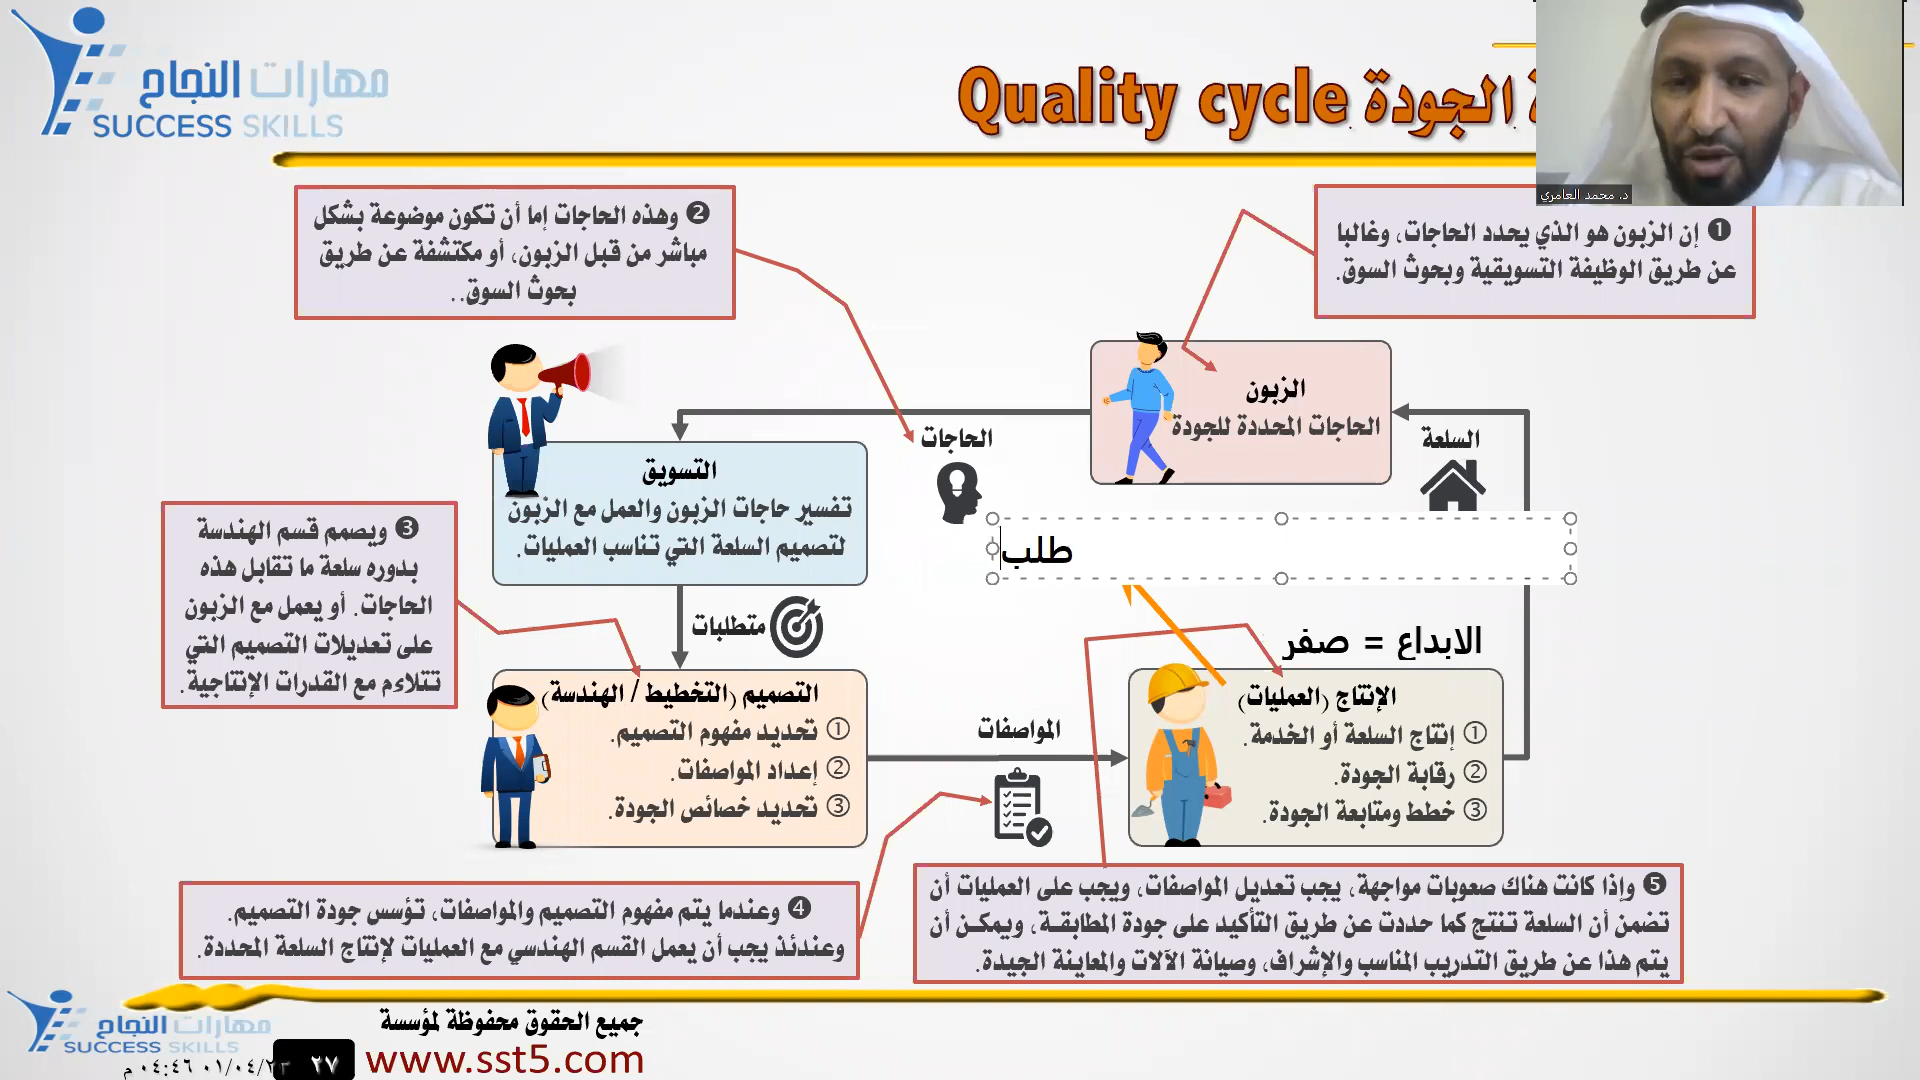 مهارات النجاح
SUCCESS SKILLS
الجودة Quality cycle
د. محمد العامري
❶ إن الزبون هو الذي يحدد الحاجات، وغالبا
عن طريق الوظيفة التسويقية وبحوث السوق.
❷ وهذه الحاجات إما أن تكون موضوعة بشكل
مباشر من قبل الزبون، أو مكتشفة عن طريق
بحوث السوق..
الزبون
الحاجات المحددة للجودة
السلعة
الحاجات
التسويق
تفسير حاجات الزبون والعمل مع الزبون
لتصميم السلعة التي تناسب العمليات.
❸ ويصمم قسم الهندسة
بدوره سلعة ما تقابل هذه
الحاجات. أو يعمل مع الزبون
على تعديلات التصميم التي
تتلاءم مع القدرات الإنتاجية.
طلب
متطلبات
الابداع = صفر
التصميم (التخطيط / الهندسة)
① تحديد مفهوم التصميم.
② إعداد المواصفات.
③ تحديد خصائص الجودة.
المواصفات
الإنتاج (العمليات)
① إنتاج السلعة أو الخدمة.
② رقابة الجودة.
③ خطط ومتابعة الجودة.
❹ وعندما يتم مفهوم التصميم والمواصفات، تؤسس جودة التصميم.
وعندئذ يجب أن يعمل القسم الهندسي مع العمليات لإنتاج السلعة المحددة.
❺ وإذا كانت هناك صعوبات مواجهة، يجب تعديل المواصفات، ويجب على العمليات أن
تضمن أن السلعة تنتج كما حددت عن طريق التأكيد على جودة المطابقة، ويمكن أن
يتم هذا عن طريق التدريب المناسب والإشراف، وصيانة الآلات والمعاينة الجيدة.
مهارات النجاح
SUCCESS SKILLS
جميع الحقوق محفوظة لمؤسسة
www.sst5.com
٢٧
٠١/٠٤/٢٣ ٠٤:٤٦ م